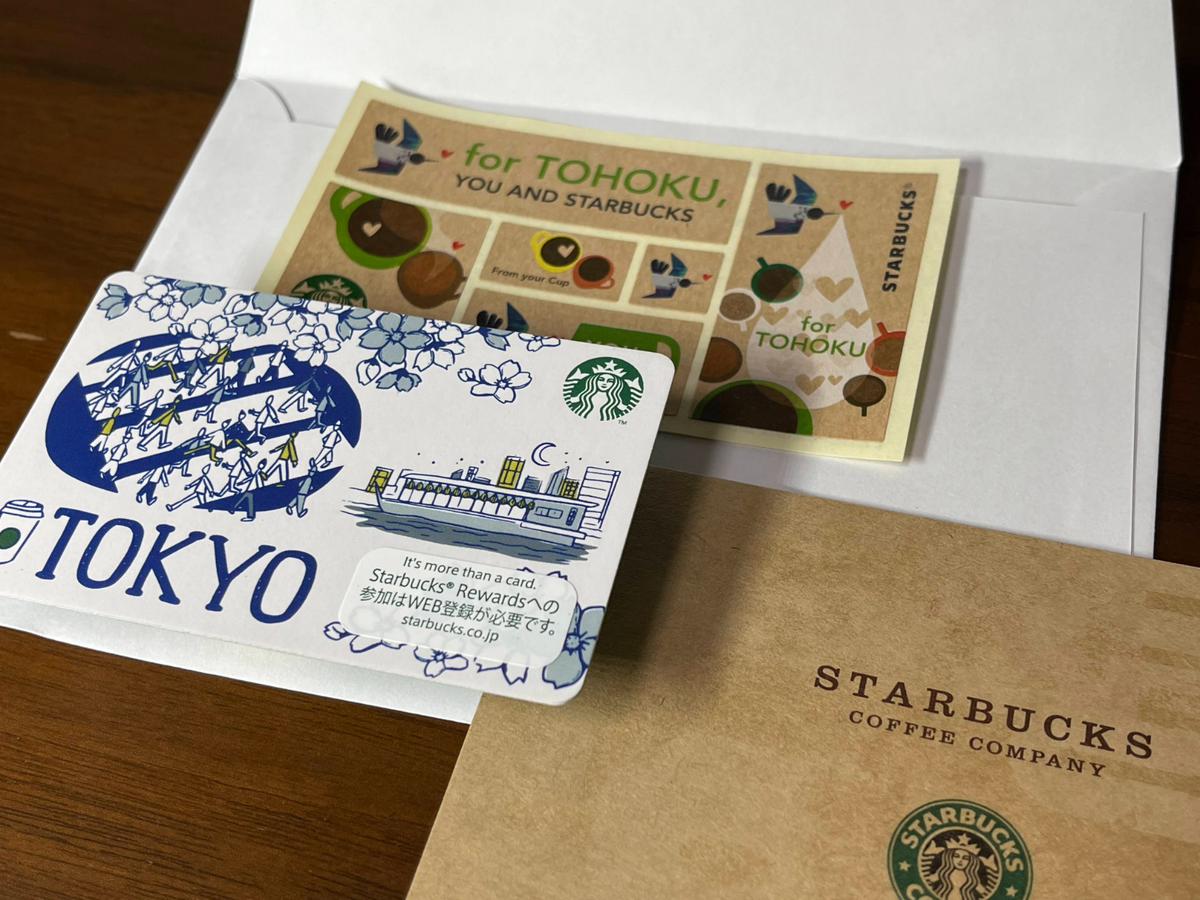 for TOHOKU,
YOU AND STARBUCKS
STARBUCKS®
From your Cup
for
TOHOKU
TOKYO
TM
It's more than a card.
Starbucks® Rewardsへの
参加はWEB登録が必要です。
starbucks.co.jp
STARBUCKS
COFFEE COMPANY
STARBUCKS